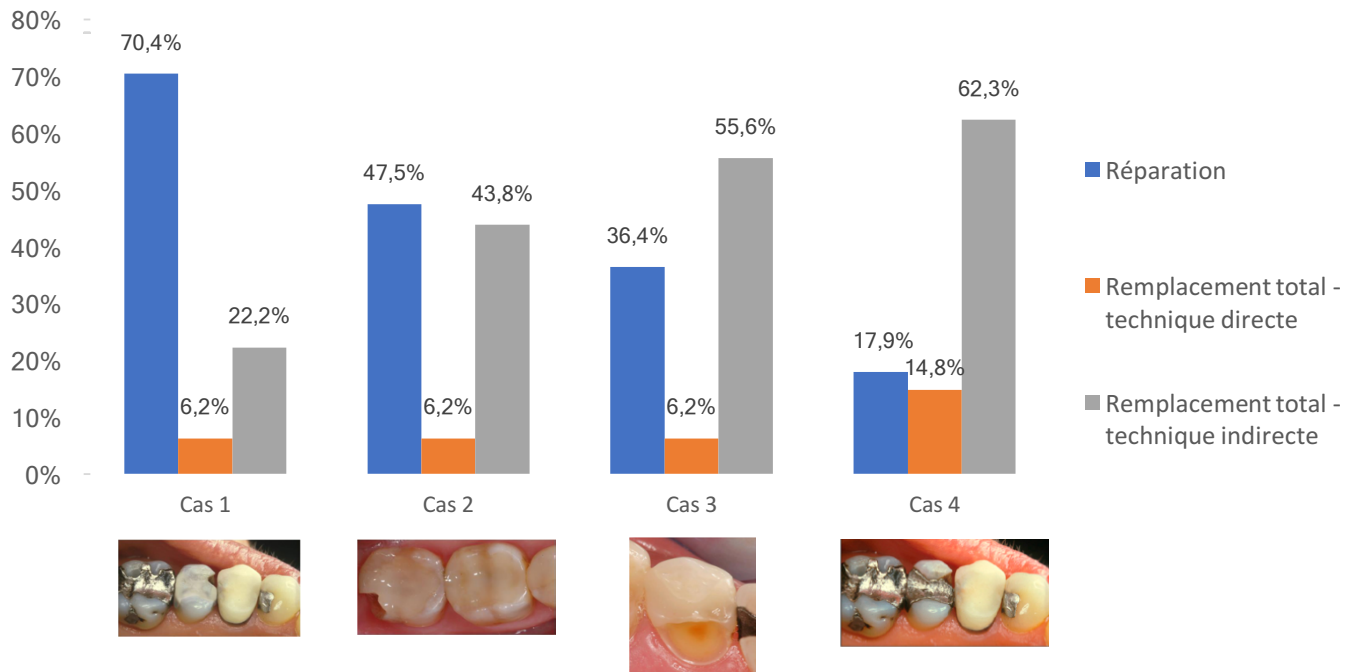 80%
70%
60%
50%
40%
30%
20%
10%
0%
70,4%
6,2%
22,2%
47,5%
6,2%
43,8%
36,4%
6,2%
55,6%
17,9%
14,8%
62,3%
Cas 1
Cas 2
Cas 3
Cas 4
Réparation
Remplacement total -
technique directe
Remplacement total -
technique indirecte